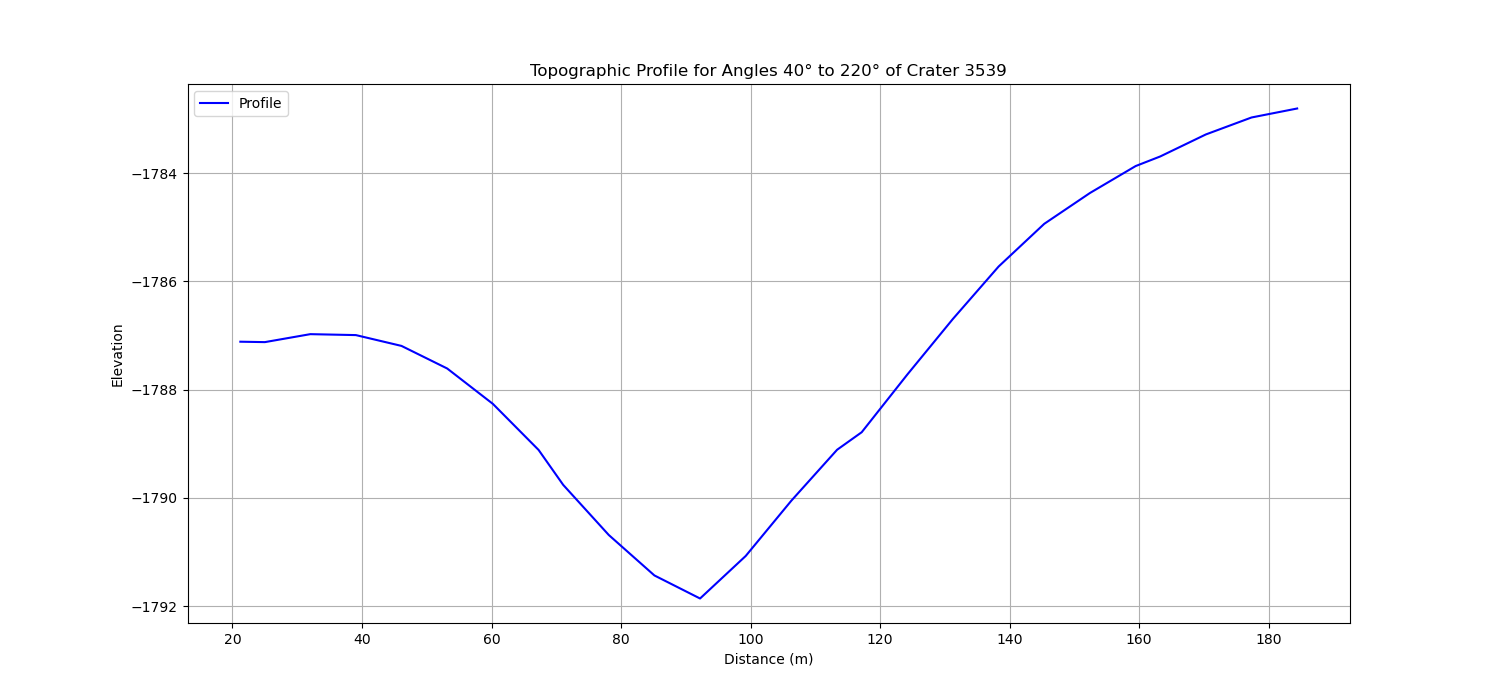 Topographic Profile for Angles 40° to 220° of Crater 3539
Profile
−1784
−1786
−1788
−1790
−1792
Elevation
20 40 60 80 100 120 140 160 180
Distance (m)